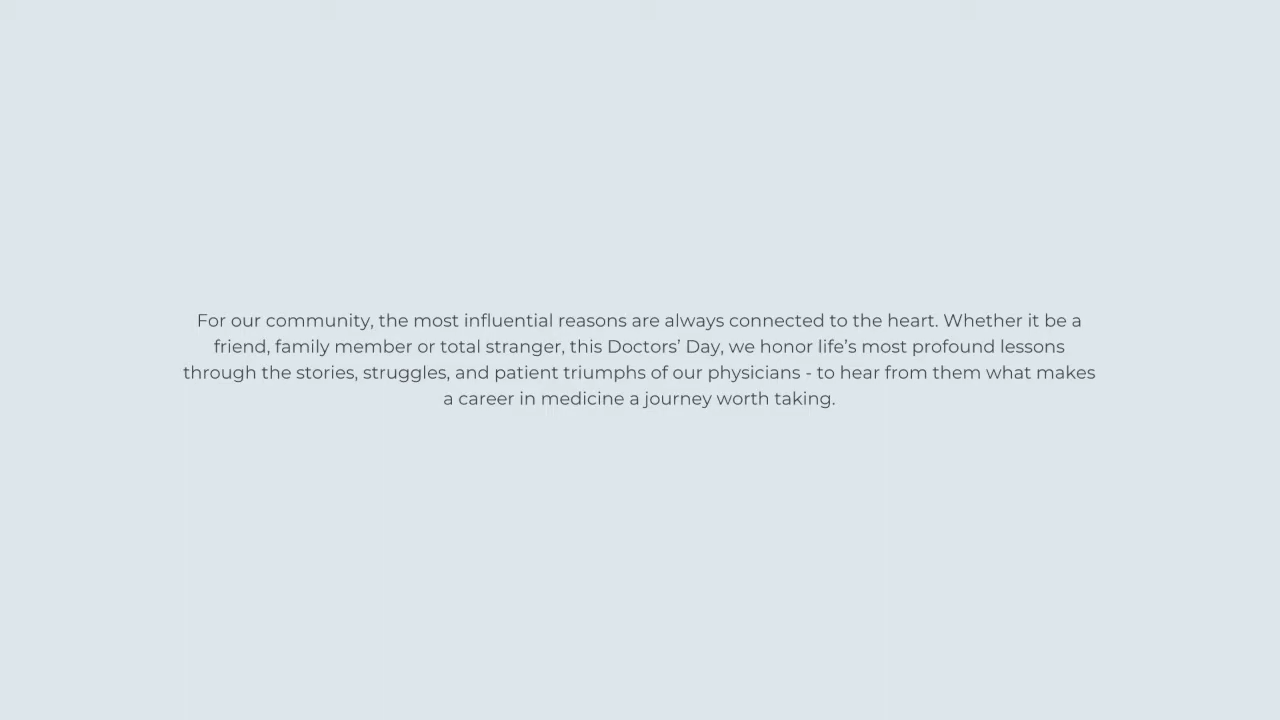 For our community, the most influential reasons are always connected to the heart. Whether it be a
friend, family member or total stranger, this Doctors’ Day, we honor life’s most profound lessons
through the stories, struggles, and patient triumphs of our physicians - to hear from them what makes
a career in medicine a journey worth taking.